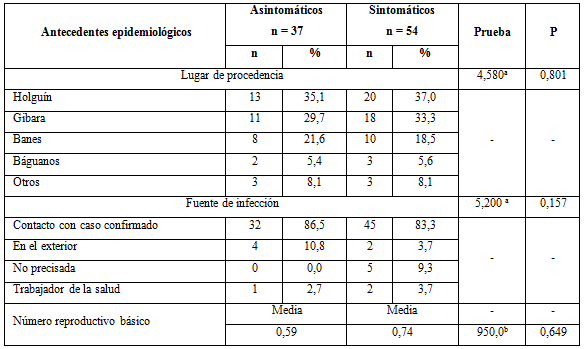 Antecedentes epidemiológicos Asintomáticos n = 37 Sintomáticos n = 54 Prueba P
n % n %
Lugar de procedencia 4,580ª 0,801
Holguín 13 35,1 20 37,0 - -
Gibara 11 29,7 18 33,3
Banes 8 21,6 10 18,5
Báguanos 2 5,4 3 5,6
Otros 3 8,1 3 8,1
Fuente de infección 5,200 ª 0,157
Contacto con caso confirmado 32 86,5 45 83,3 - -
En el exterior 4 10,8 2 3,7
No precisada 0 0,0 5 9,3
Trabajador de la salud 1 2,7 2 3,7
Número reproductivo básico Media Media - -
0,59 0,74 950,0ᵇ 0,649